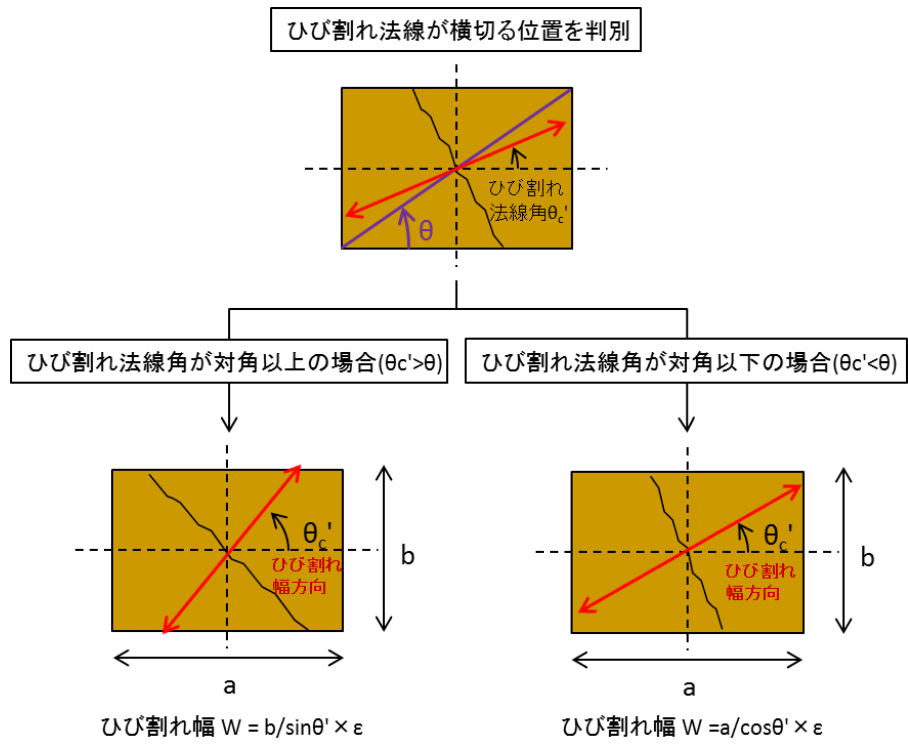 ひび割れ法線が横切る位置を判別
ひび割れ
法線角θc'
θ
ひび割れ法線角が対角以上の場合(θc'>θ)
ひび割れ法線角が対角以下の場合(θc'<θ)
θc'
ひび割れ
幅方向
b
a
θc'
ひび割れ
幅方向
b
a
ひび割れ幅 W = b/sinθ'× ε
ひび割れ幅 W =a/cosθ'× ε